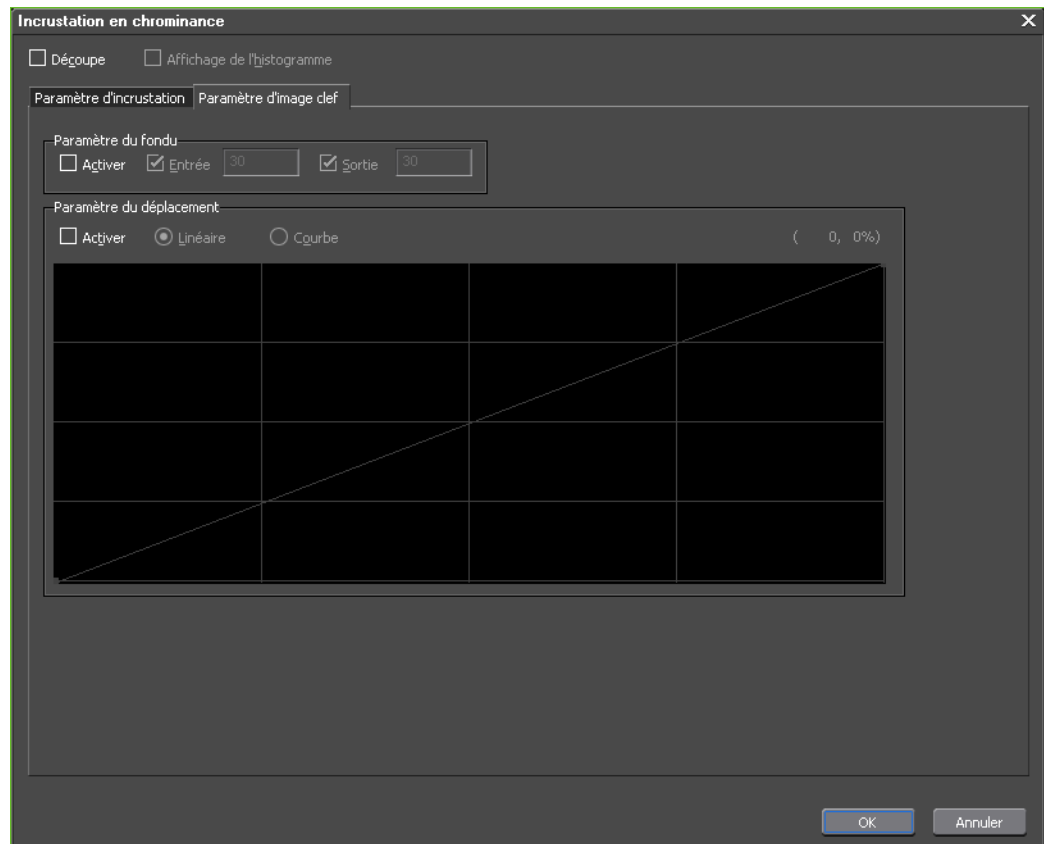 Incrustation en chrominance
Découpe Affichage de l'histogramme
Paramètre d'incrustation Paramètre d'image clef
Paramètre du fondu
Activer Entrée 30 Sortie 30
Paramètre du déplacement
Activer Linéaire Courbe ( 0, 0%)
OK Annuler